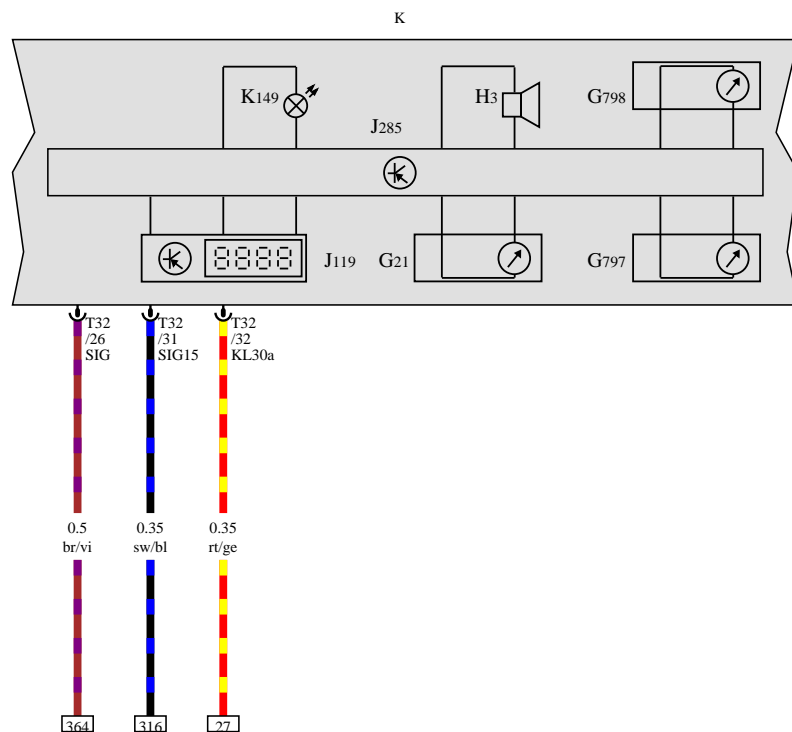 K
K149
H3
G798
J285
J119
G21
G797
T32
/26
SIG
T32
/31
SIG15
T32
/32
KL30a
0.5
br/vi
0.35
sw/bl
0.35
rt/ge
364
316
27